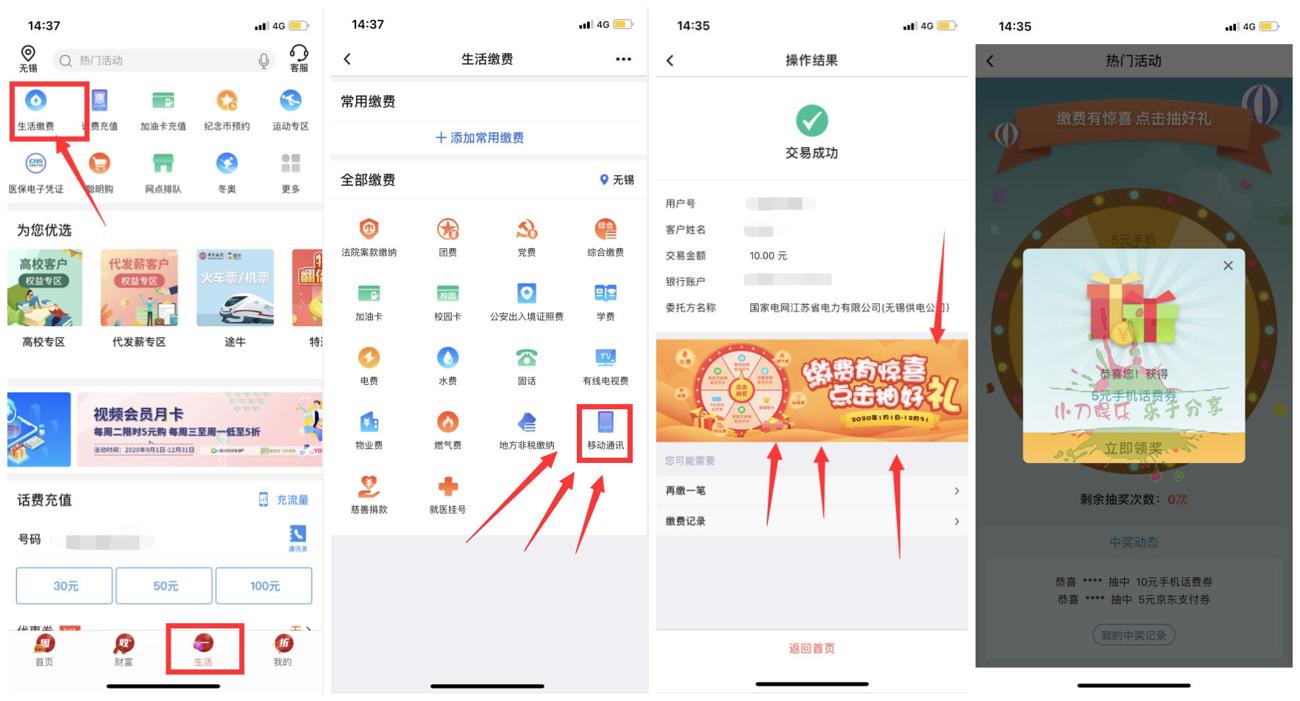 14:37
4G
无锡
热门活动
客服
生活缴费
话费充值
加油卡充值
纪念币预约
运动专区
医保电子凭证
聪明购
网点排队
冬奥
更多
为您优选
高校客户
权益专区
代发薪客户
权益专区
火车票/机票
高校专区
代发薪专区
途牛
视频会员月卡
每周二限时5元购 每周三至周一低至5折
活动时间：2020年9月1日-12月31日
话费充值
充流量
号码
通讯录
30元
50元
100元
首页
财富
生活
我的
14:37
4G
生活缴费
常用缴费
添加常用缴费
全部缴费
无锡
法院案款缴纳
团费
党费
综合
综合缴费
加油卡
校园
校园卡
公安出入境证照费
学费
电费
水费
固话
TV
有线电视费
物业费
燃气费
地方非税缴纳
移动通讯
慈善捐款
就医挂号
14:35
4G
操作结果
交易成功
用户号
客户姓名
交易金额
10.00 元
银行账户
委托方名称
国家电网江苏省电力有限公司(无锡供电公司)
缴费有惊喜
点击抽好礼
2020年1月1日-12月31
您可能需要
再缴一笔
缴费记录
返回首页
14:35
4G
热门活动
缴费有惊喜 点击抽好礼
5元手机
恭喜您！获得
5元手机话费券
小刀娱乐 乐于分享
立即领奖
剩余抽奖次数：0次
中奖动态
恭喜 **** 抽中 10元手机话费券
恭喜 **** 抽中 5元京东支付券
我的中奖记录